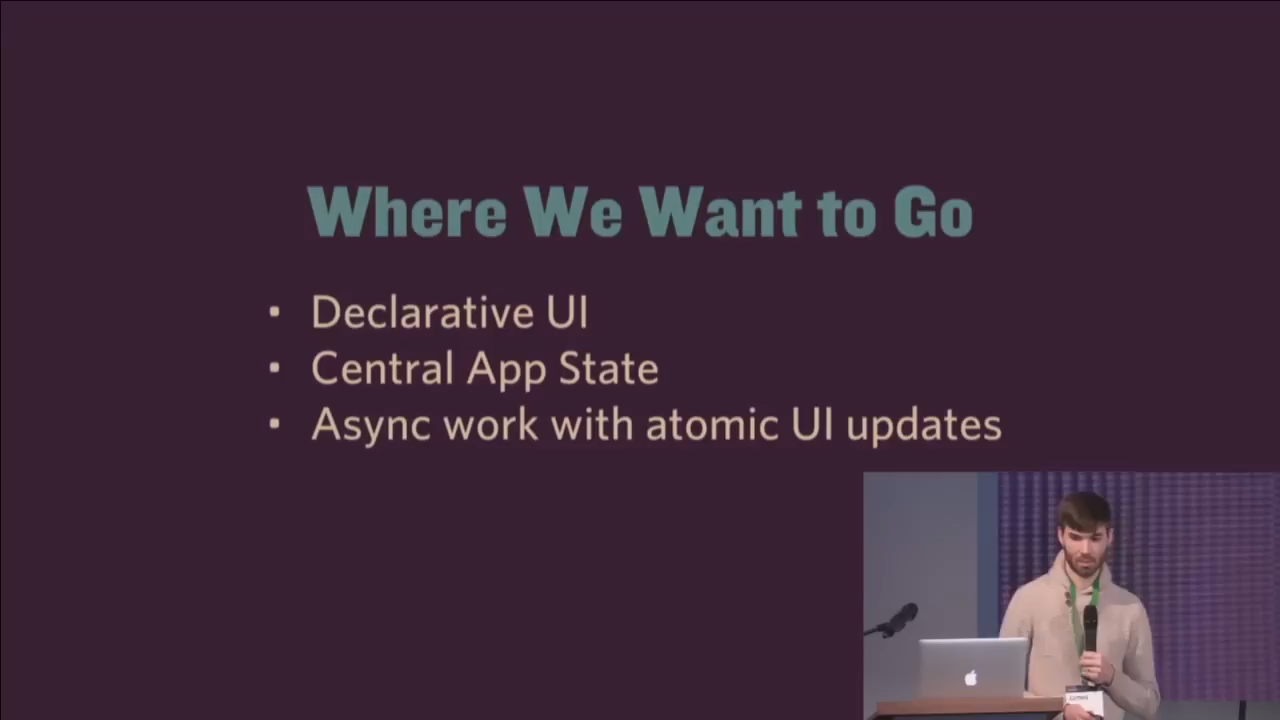 Where We Want to Go
• Declarative UI
• Central App State
• Async work with atomic UI updates